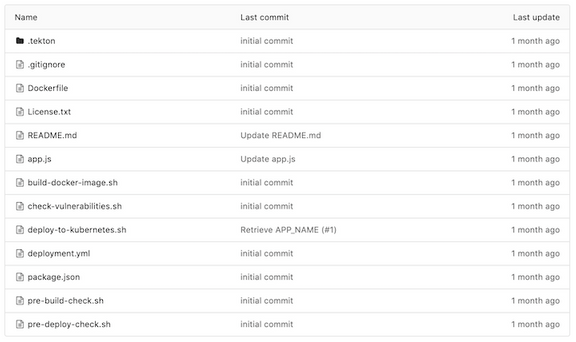 Name Last commit Last update
.tekton initial commit 1 month ago
.gitignore initial commit 1 month ago
Dockerfile initial commit 1 month ago
License.txt initial commit 1 month ago
README.md Update README.md 1 month ago
app.js Update app.js 1 month ago
build-docker-image.sh initial commit 1 month ago
check-vulnerabilities.sh initial commit 1 month ago
deploy-to-kubernetes.sh Retrieve APP_NAME (#1) 1 month ago
deployment.yml initial commit 1 month ago
package.json initial commit 1 month ago
pre-build-check.sh initial commit 1 month ago
pre-deploy-check.sh initial commit 1 month ago